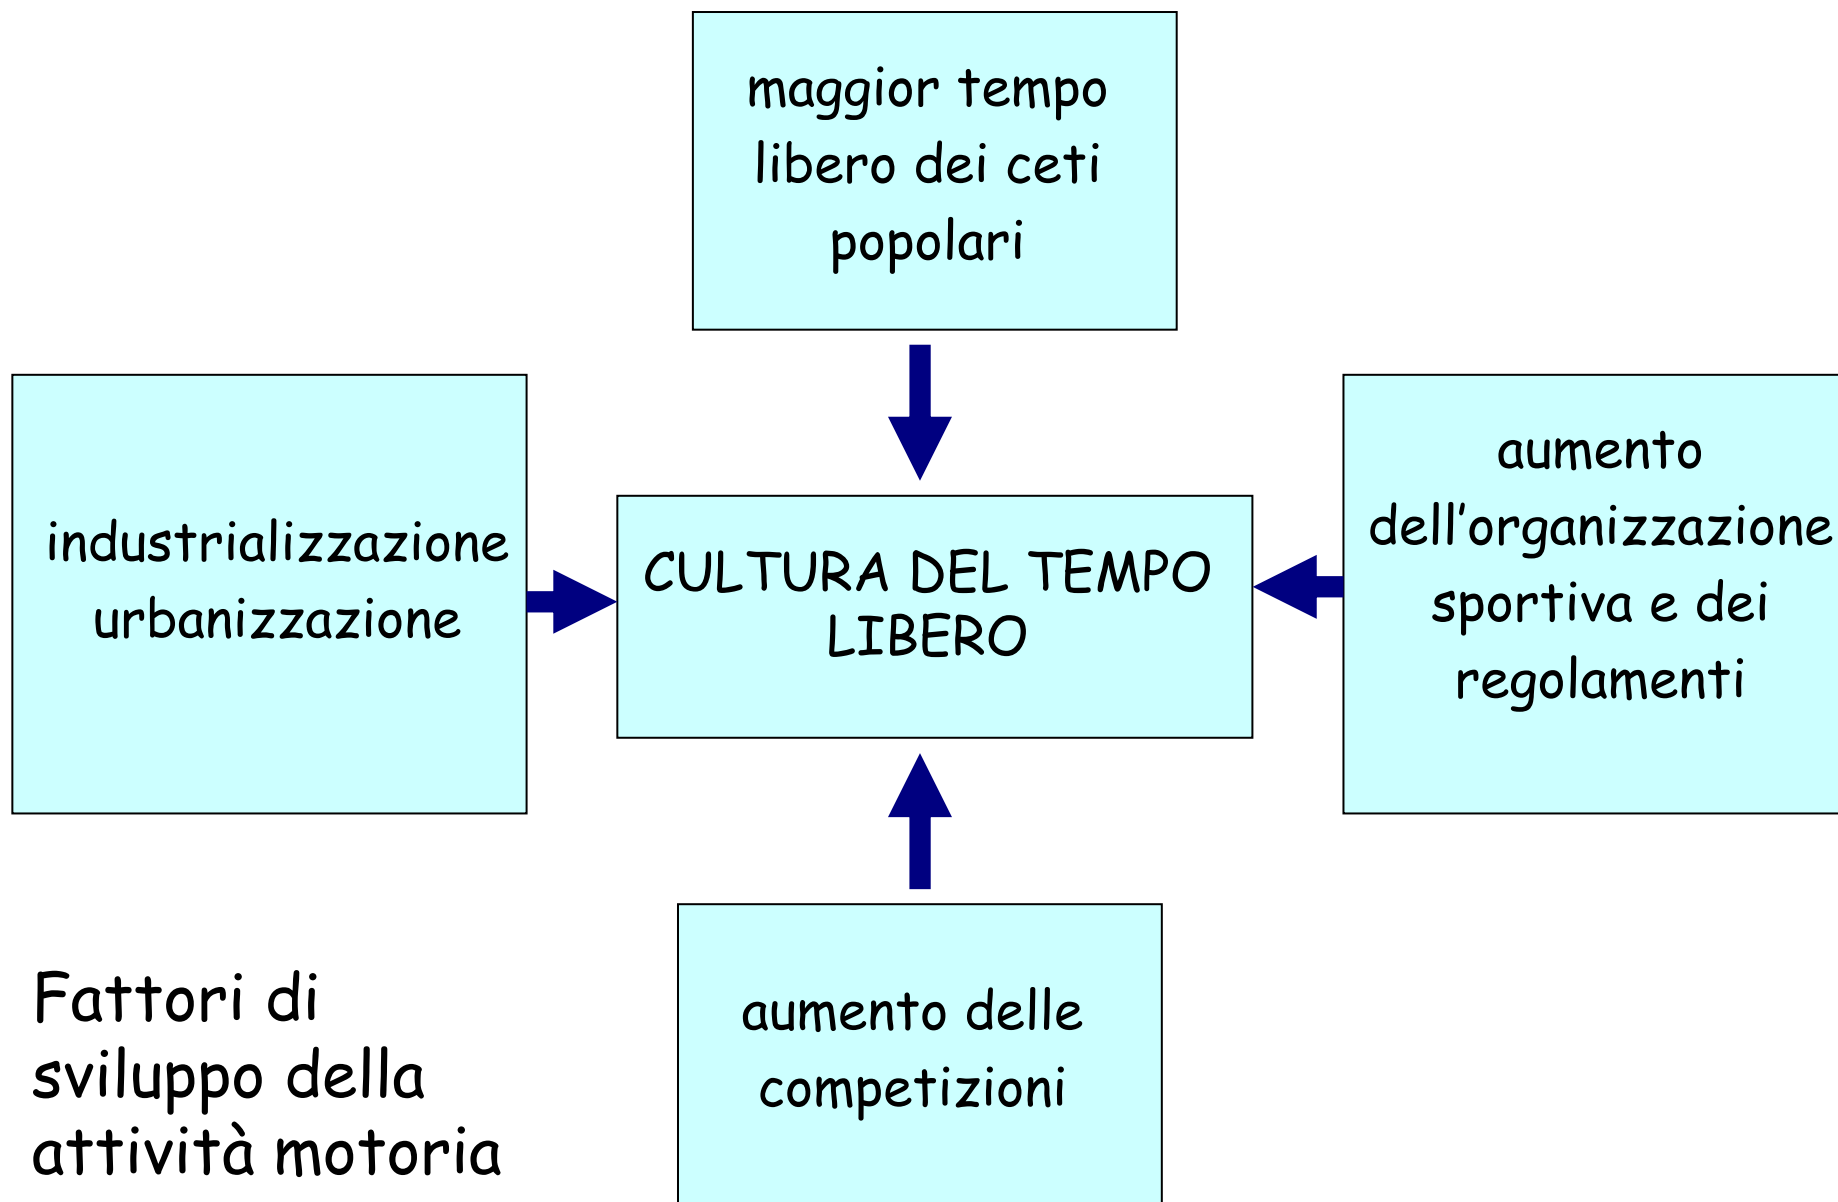 maggior tempo
libero dei ceti
popolari
industrializzazione
urbanizzazione
CULTURA DEL TEMPO
LIBERO
aumento
dell’organizzazione
sportiva e dei
regolamenti
aumento delle
competizioni
Fattori di
sviluppo della
attività motoria